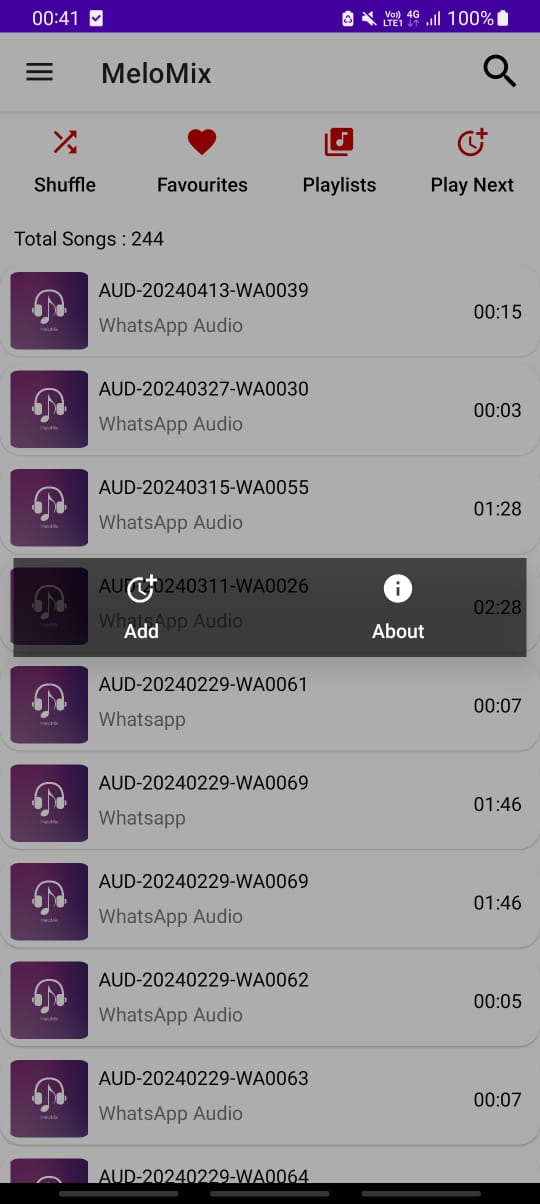 00:41 Vo)) LTE1 4G 100%
MeloMix
Shuffle Favourites Playlists Play Next
Total Songs : 244
AUD-20240413-WA0039
WhatsApp Audio
00:15
AUD-20240327-WA0030
WhatsApp Audio
00:03
AUD-20240315-WA0055
WhatsApp Audio
01:28
AUD-20240311-WA0026
WhatsApp Audio
02:28
Add About
AUD-20240229-WA0061
Whatsapp
00:07
AUD-20240229-WA0069
Whatsapp
01:46
AUD-20240229-WA0069
WhatsApp Audio
01:46
AUD-20240229-WA0062
WhatsApp Audio
00:05
AUD-20240229-WA0063
WhatsApp Audio
00:07
AUD-20240229-WA0064